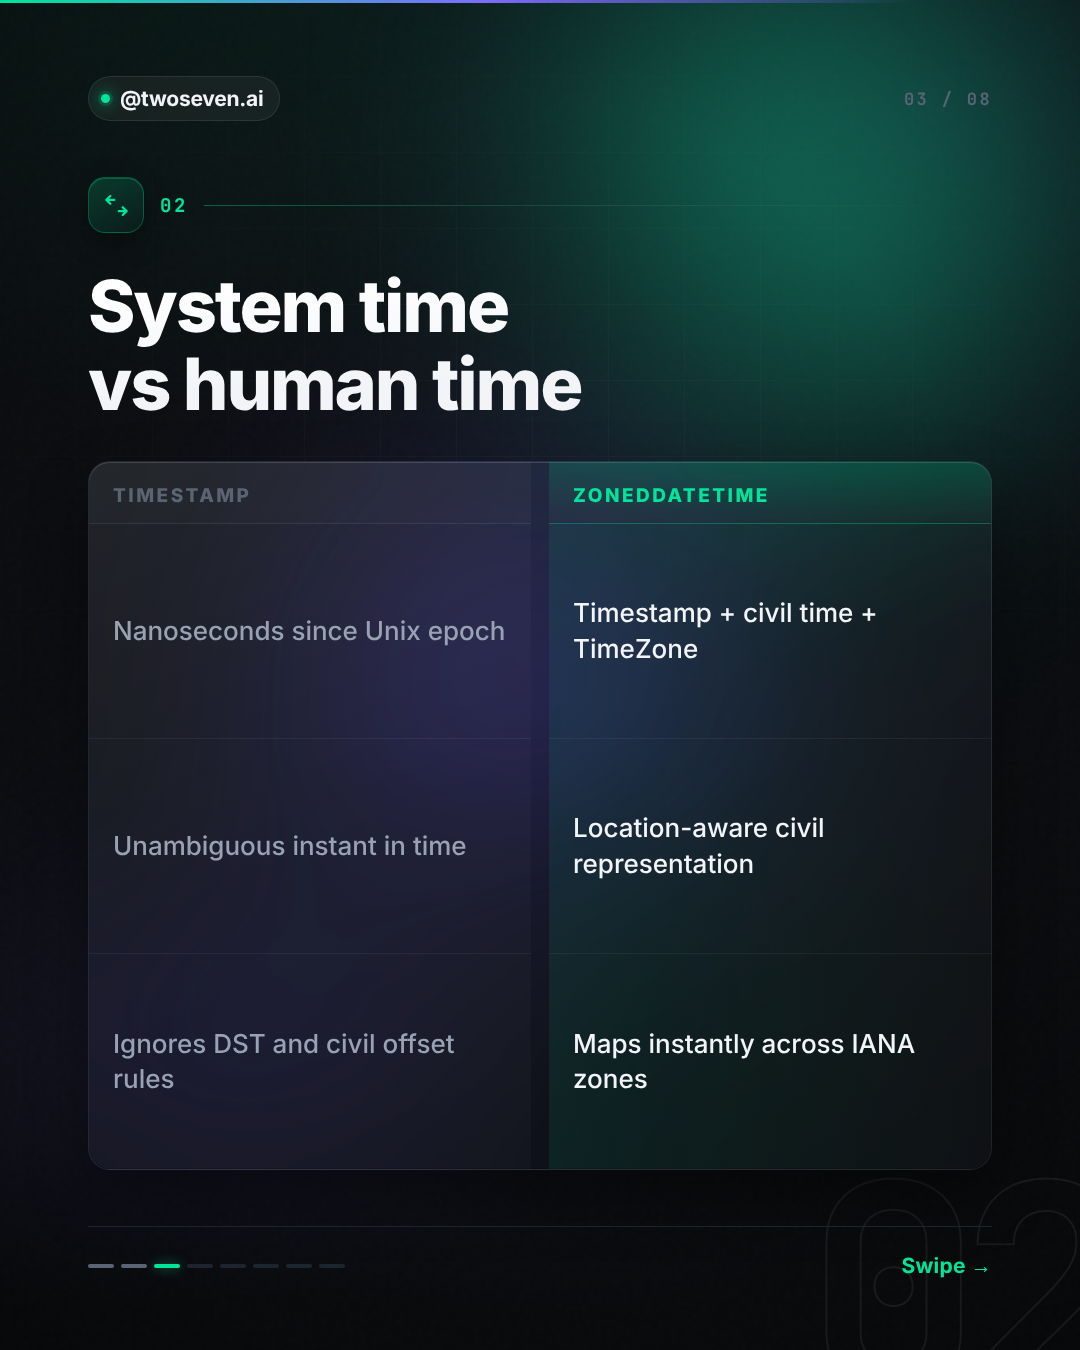 @twoseven.ai
03 / 08
02
System time
vs human time
TIMESTAMP
ZONEDDATETIME
Nanoseconds since Unix epoch
Timestamp + civil time +
TimeZone
Unambiguous instant in time
Location-aware civil
representation
Ignores DST and civil offset
rules
Maps instantly across IANA
zones
02
Swipe →